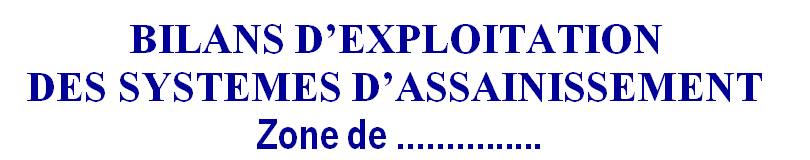 BILANS D’EXPLOITATION
DES SYSTEMES D’ASSAINISSEMENT
Zone de ...............